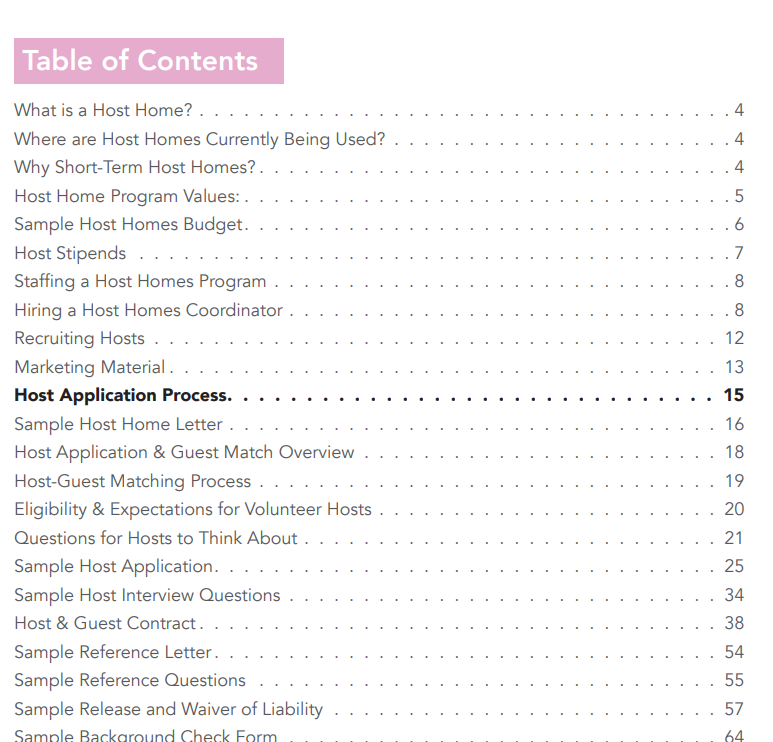 Table of Contents
What is a Host Home? . . . . . . . . . . . . . . . . . . . . . . . . . . . . . . . . . . . . 4
Where are Host Homes Currently Being Used? . . . . . . . . . . . . . . . . . . . . . . . 4
Why Short-Term Host Homes? . . . . . . . . . . . . . . . . . . . . . . . . . . . . . . . . 4
Host Home Program Values: . . . . . . . . . . . . . . . . . . . . . . . . . . . . . . . . . 5
Sample Host Homes Budget. . . . . . . . . . . . . . . . . . . . . . . . . . . . . . . . . 6
Host Stipends . . . . . . . . . . . . . . . . . . . . . . . . . . . . . . . . . . . . . . . . 7
Staffing a Host Homes Program . . . . . . . . . . . . . . . . . . . . . . . . . . . . . . . 8
Hiring a Host Homes Coordinator . . . . . . . . . . . . . . . . . . . . . . . . . . . . . . 8
Recruiting Hosts . . . . . . . . . . . . . . . . . . . . . . . . . . . . . . . . . . . . . . 12
Marketing Material . . . . . . . . . . . . . . . . . . . . . . . . . . . . . . . . . . . . . 13
Host Application Process. . . . . . . . . . . . . . . . . . . . . . . . . . . . . . . 15
Sample Host Home Letter . . . . . . . . . . . . . . . . . . . . . . . . . . . . . . . . . 16
Host Application & Guest Match Overview . . . . . . . . . . . . . . . . . . . . . . . . 18
Host-Guest Matching Process . . . . . . . . . . . . . . . . . . . . . . . . . . . . . . . 19
Eligibility & Expectations for Volunteer Hosts . . . . . . . . . . . . . . . . . . . . . . . 20
Questions for Hosts to Think About . . . . . . . . . . . . . . . . . . . . . . . . . . . . 21
Sample Host Application. . . . . . . . . . . . . . . . . . . . . . . . . . . . . . . . . . 25
Sample Host Interview Questions . . . . . . . . . . . . . . . . . . . . . . . . . . . . . 34
Host & Guest Contract . . . . . . . . . . . . . . . . . . . . . . . . . . . . . . . . . . . 38
Sample Reference Letter. . . . . . . . . . . . . . . . . . . . . . . . . . . . . . . . . . 54
Sample Reference Questions . . . . . . . . . . . . . . . . . . . . . . . . . . . . . . . 55
Sample Release and Waiver of Liability . . . . . . . . . . . . . . . . . . . . . . . . . . 57
Sample Background Check Form . . . . . . . . . . . . . . . . . . . . . . . . . . . . . 64